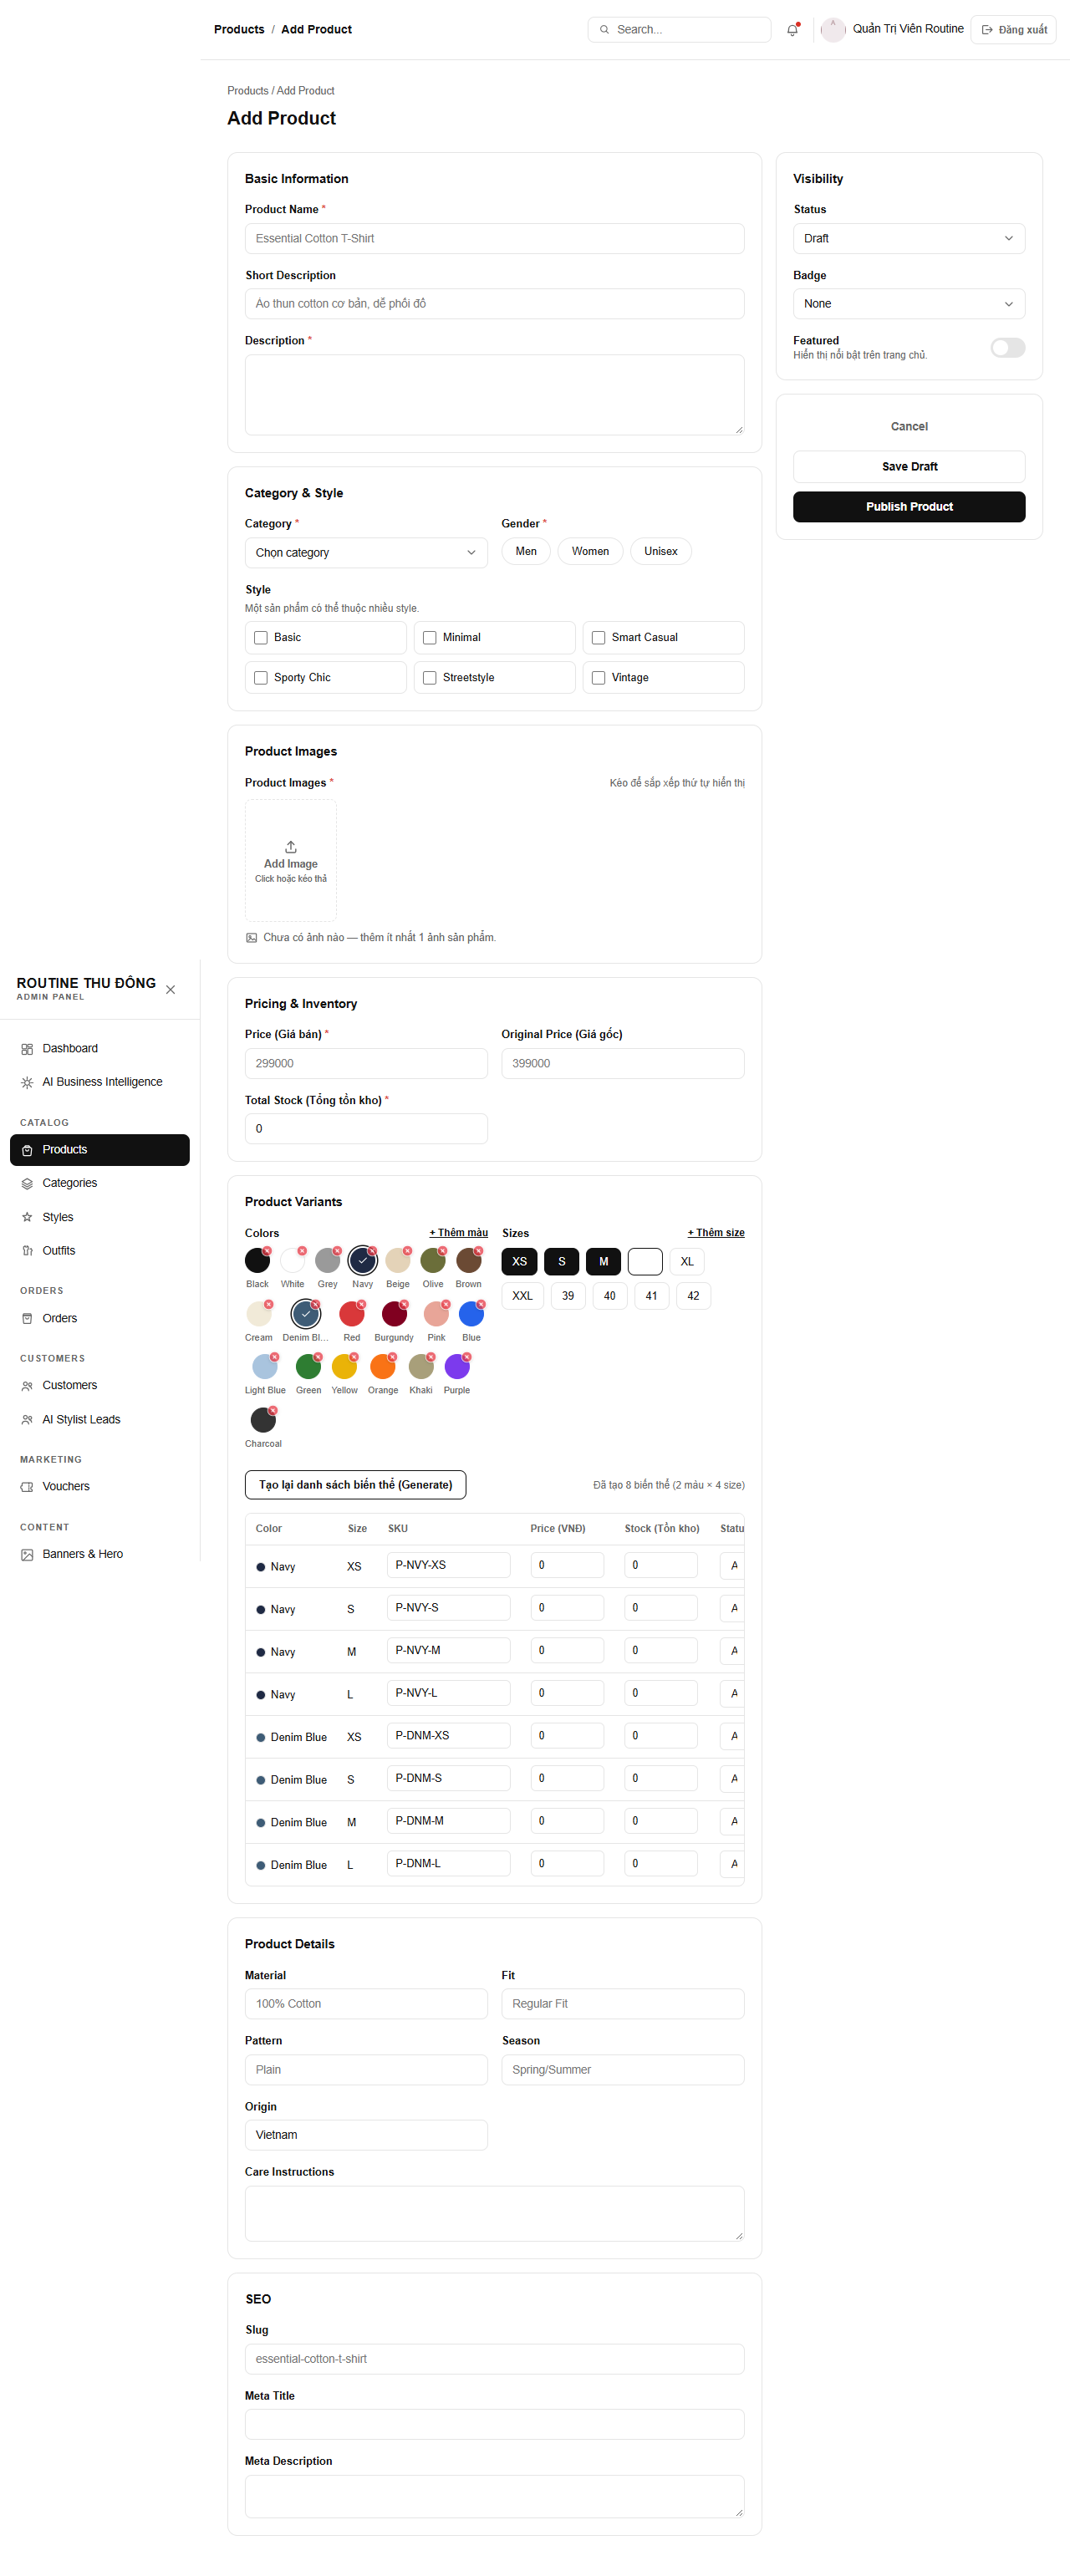 Products / Add Product
Search...
Quản Trị Viên Routine
Đăng xuất
Products / Add Product
Add Product
Basic Information
Product Name *
Essential Cotton T-Shirt
Short Description
Áo thun cotton cơ bản, dễ phối đồ
Description *
Visibility
Status
Draft
Badge
None
Featured
Hiển thị nổi bật trên trang chủ.
Cancel
Save Draft
Publish Product
Category & Style
Category *
Chọn category
Gender *
Men
Women
Unisex
Style
Một sản phẩm có thể thuộc nhiều style.
Basic
Minimal
Smart Casual
Sporty Chic
Streetstyle
Vintage
Product Images
Product Images *
Kéo để sắp xếp thứ tự hiển thị
Add Image
Click hoặc kéo thả
Chưa có ảnh nào — thêm ít nhất 1 ảnh sản phẩm.
ROUTINE THU ĐÔNG
ADMIN PANEL
Dashboard
AI Business Intelligence
CATALOG
Products
Categories
Styles
Outfits
ORDERS
Orders
CUSTOMERS
Customers
AI Stylist Leads
MARKETING
Vouchers
CONTENT
Banners & Hero
Pricing & Inventory
Price (Giá bán) *
299000
Original Price (Giá gốc)
399000
Total Stock (Tổng tồn kho) *
0
Product Variants
Colors
+ Thêm màu
Black
White
Grey
Navy
Beige
Olive
Brown
Cream
Denim Bl...
Red
Burgundy
Pink
Blue
Light Blue
Green
Yellow
Orange
Khaki
Purple
Charcoal
Sizes
+ Thêm size
XS
S
M
XL
XXL
39
40
41
42
Tạo lại danh sách biến thể (Generate)
Đã tạo 8 biến thể (2 màu × 4 size)
Color Size SKU Price (VNĐ) Stock (Tồn kho) Statu
Navy XS P-NVY-XS 0 0 A
Navy S P-NVY-S 0 0 A
Navy M P-NVY-M 0 0 A
Navy L P-NVY-L 0 0 A
Denim Blue XS P-DNM-XS 0 0 A
Denim Blue S P-DNM-S 0 0 A
Denim Blue M P-DNM-M 0 0 A
Denim Blue L P-DNM-L 0 0 A
Product Details
Material
100% Cotton
Fit
Regular Fit
Pattern
Plain
Season
Spring/Summer
Origin
Vietnam
Care Instructions
SEO
Slug
essential-cotton-t-shirt
Meta Title
Meta Description